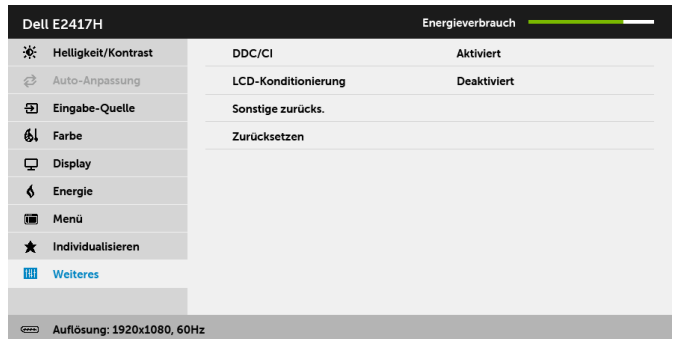 Dell E2417H
Energieverbrauch
Helligkeit/Kontrast
DDC/CI Aktiviert
Auto-Anpassung
LCD-Konditionierung Deaktiviert
Eingabe-Quelle
Sonstige zurücks.
Farbe
Zurücksetzen
Display
Energie
Menü
Individualisieren
Weiteres
Auflösung: 1920x1080, 60Hz